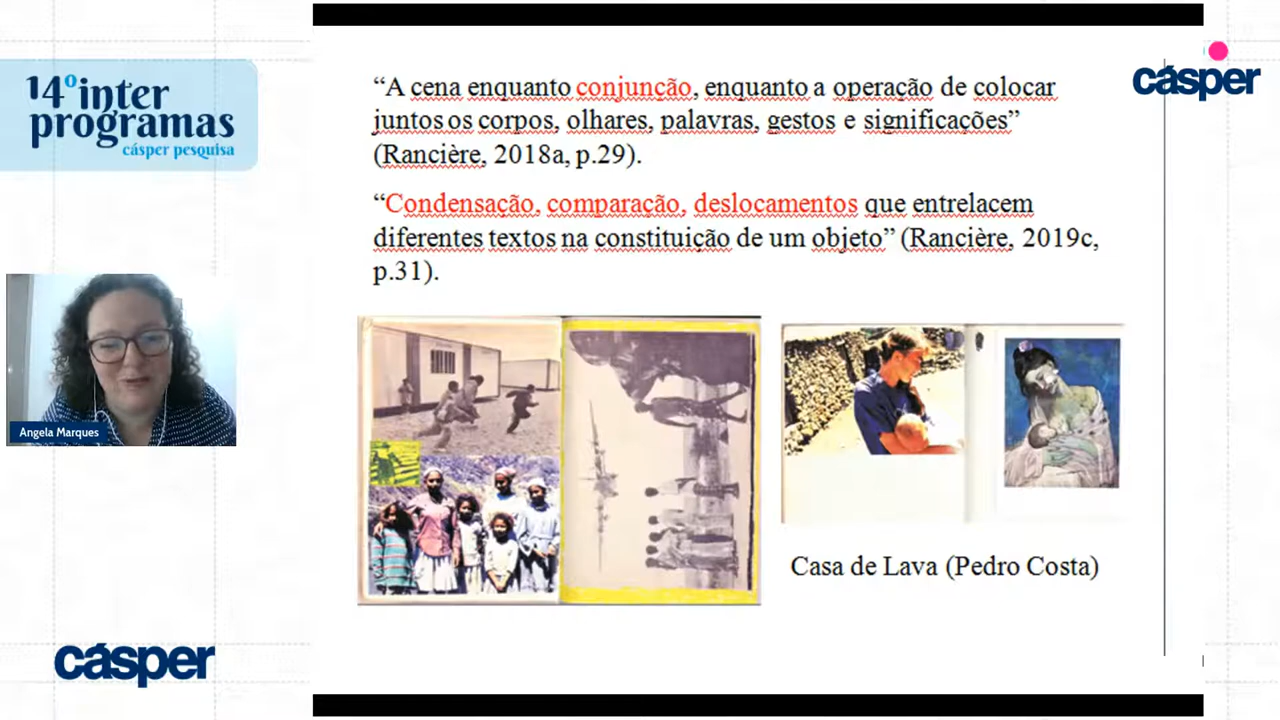 14º inter
programas
cásper pesquisa
cásper
“A cena enquanto conjunção, enquanto a operação de colocar
juntos os corpos, olhares, palavras, gestos e significações”
(Rancière, 2018a, p.29).
“Condensação, comparação, deslocamentos que entrelacem
diferentes textos na constituição de um objeto” (Rancière, 2019c,
p.31).
Angela Marques
Casa de Lava (Pedro Costa)
cásper